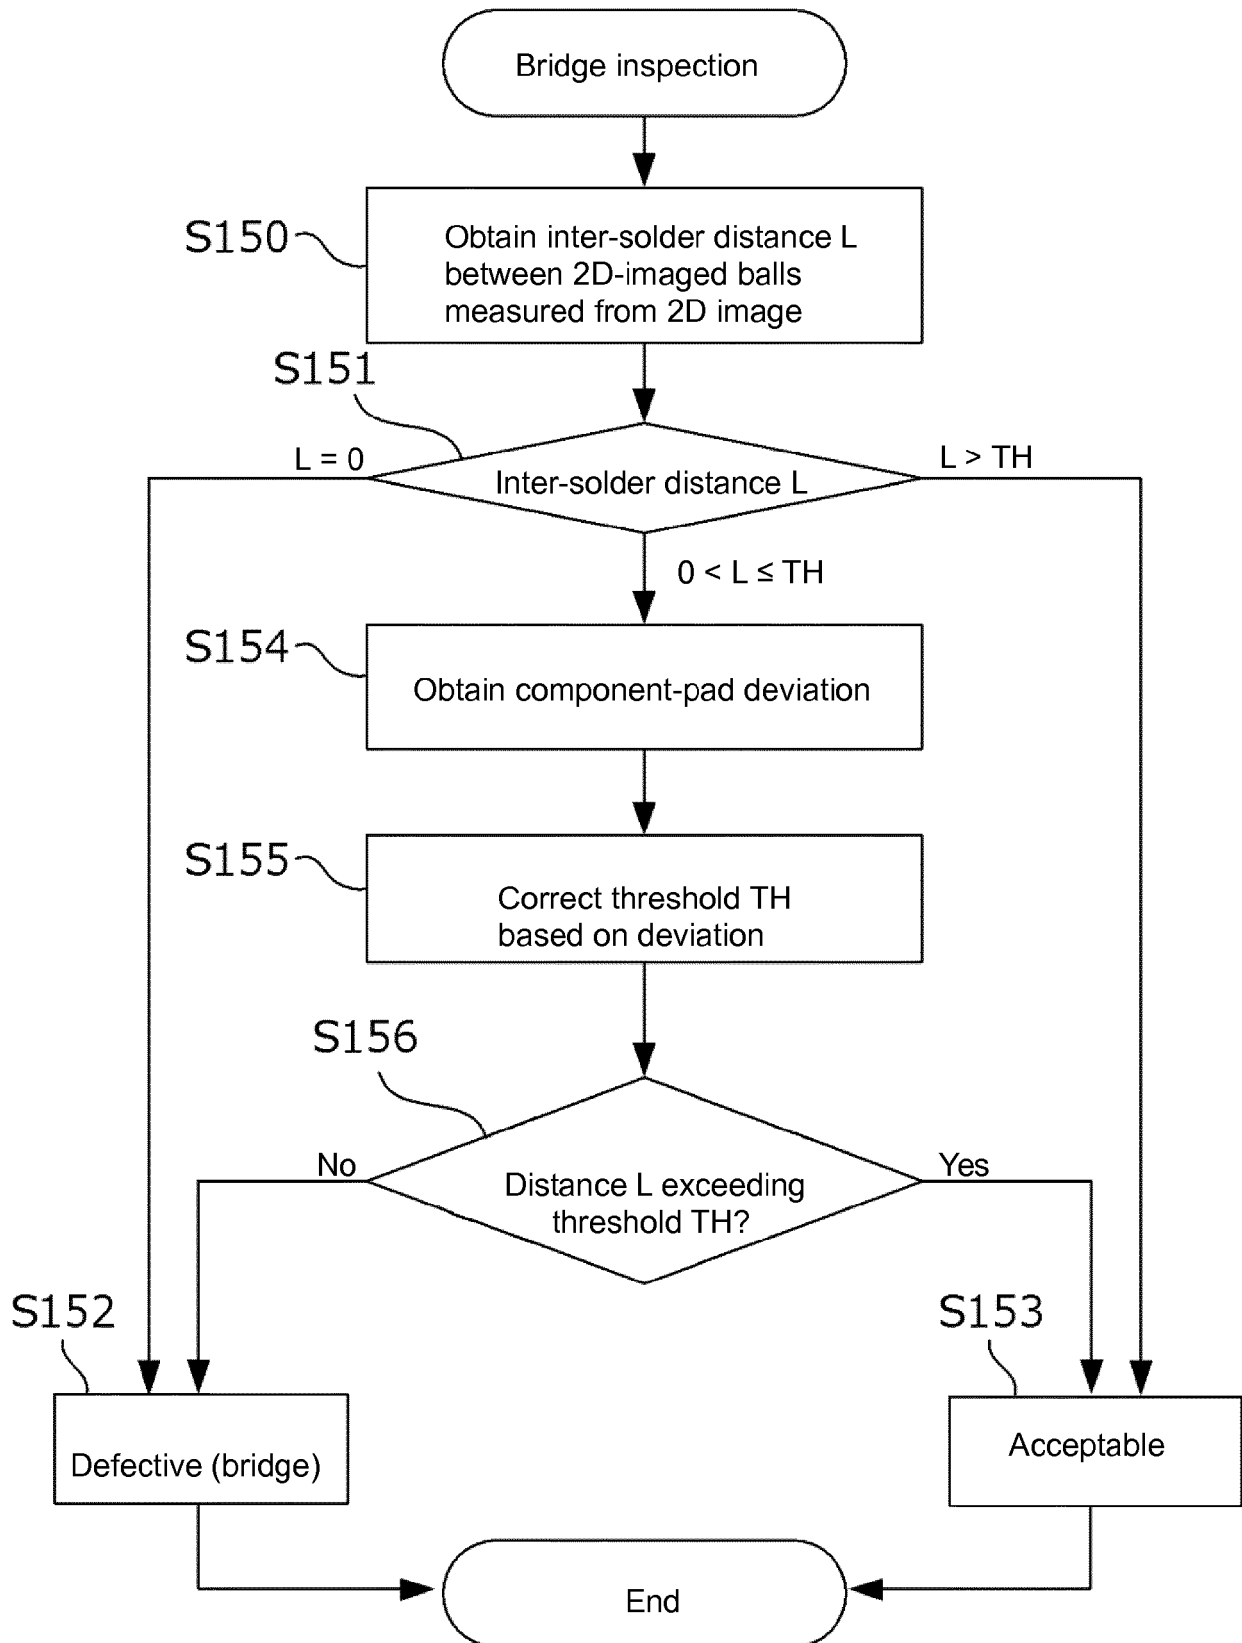 Bridge inspection
S150
Obtain inter-solder distance L
between 2D-imaged balls
measured from 2D image
S151
L = 0
L > TH
Inter-solder distance L
0 < L ≤ TH
S154
Obtain component-pad deviation
S155
Correct threshold TH
based on deviation
S156
No
Yes
Distance L exceeding
threshold TH?
S152
S153
Defective (bridge)
Acceptable
End